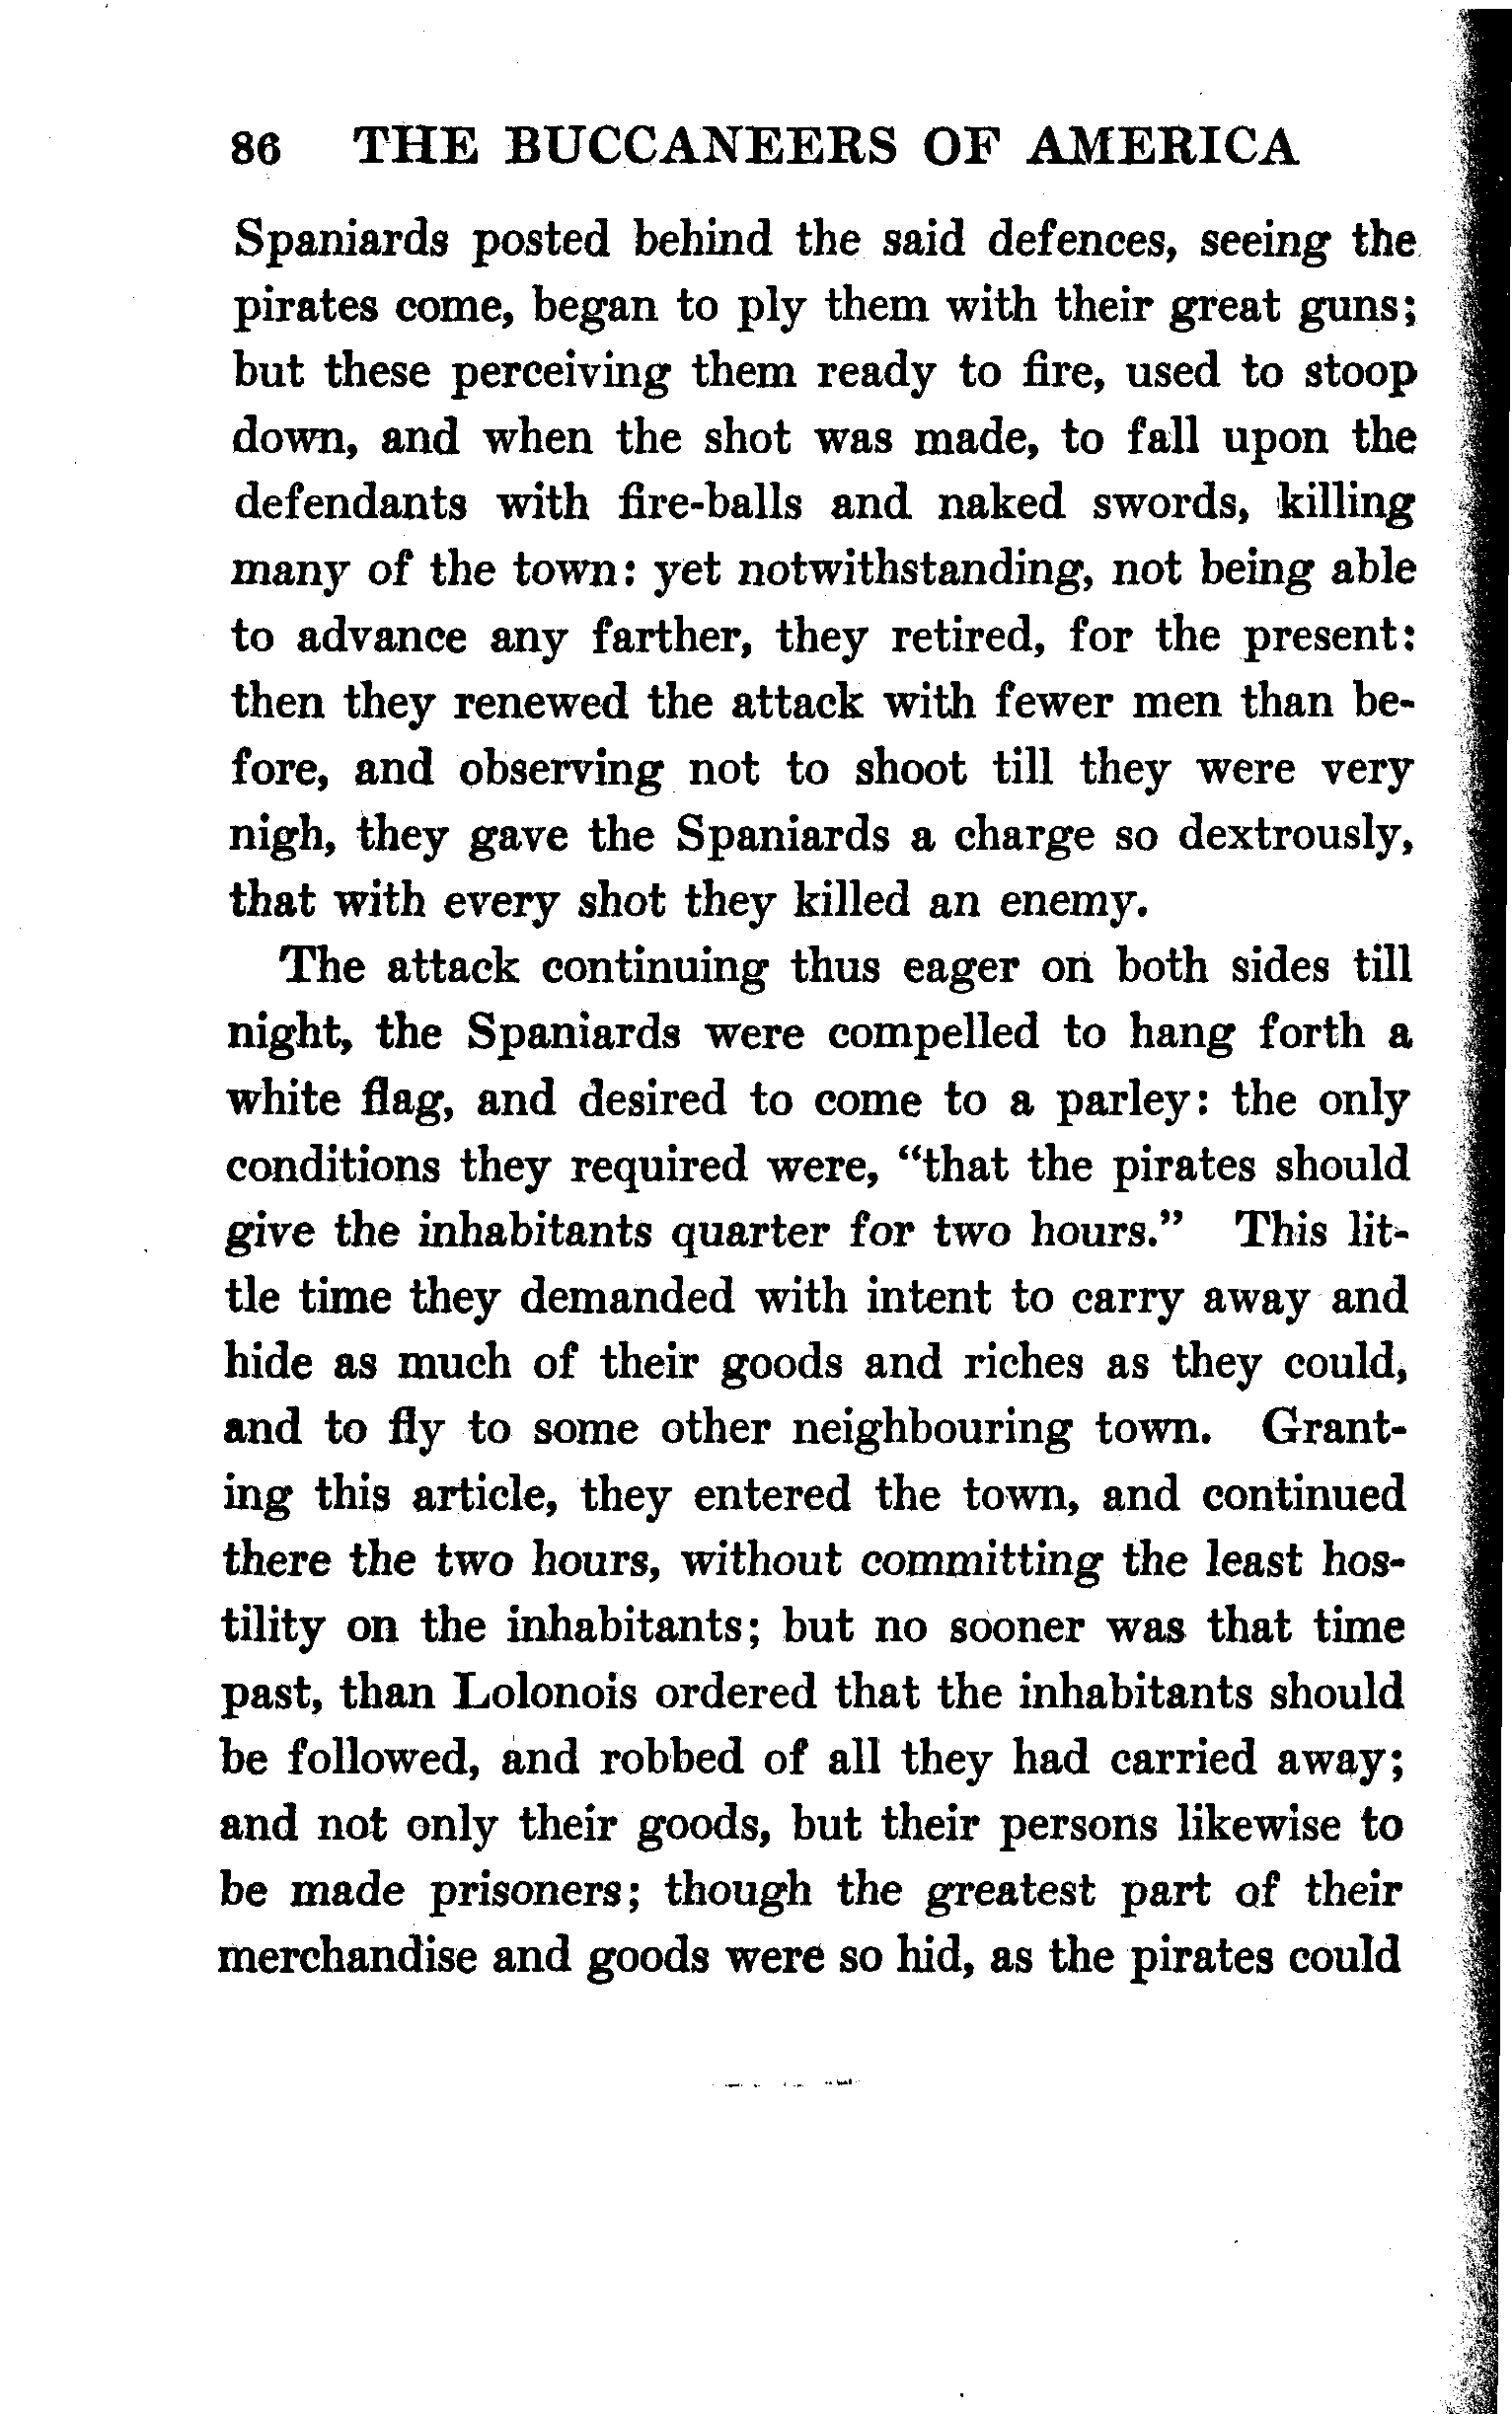 86 THE BUCCANEERS OF AMERICA
Spaniards posted behind the said defences, seeing the
pirates come, began to ply them with their great guns;
but these perceiving them ready to fire, used to stoop
down, and when the shot was made, to fall upon the
defendants with fire-balls and naked swords, killing
many of the town: yet notwithstanding, not being able
to advance any farther, they retired, for the present:
then they renewed the attack with fewer men than be-
fore, and observing not to shoot till they were very
nigh, they gave the Spaniards a charge so dextrously,
that with every shot they killed an enemy.
The attack continuing thus eager on both sides till
night, the Spaniards were compelled to hang forth a
white flag, and desired to come to a parley: the only
conditions they required were, “that the pirates should
give the inhabitants quarter for two hours.” This lit-
tle time they demanded with intent to carry away and
hide as much of their goods and riches as they could,
and to fly to some other neighbouring town. Grant-
ing this article, they entered the town, and continued
there the two hours, without committing the least hos-
tility on the inhabitants; but no sooner was that time
past, than Lolonois ordered that the inhabitants should
be followed, and robbed of all they had carried away;
and not only their goods, but their persons likewise to
be made prisoners; though the greatest part of their
merchandise and goods were so hid, as the pirates could